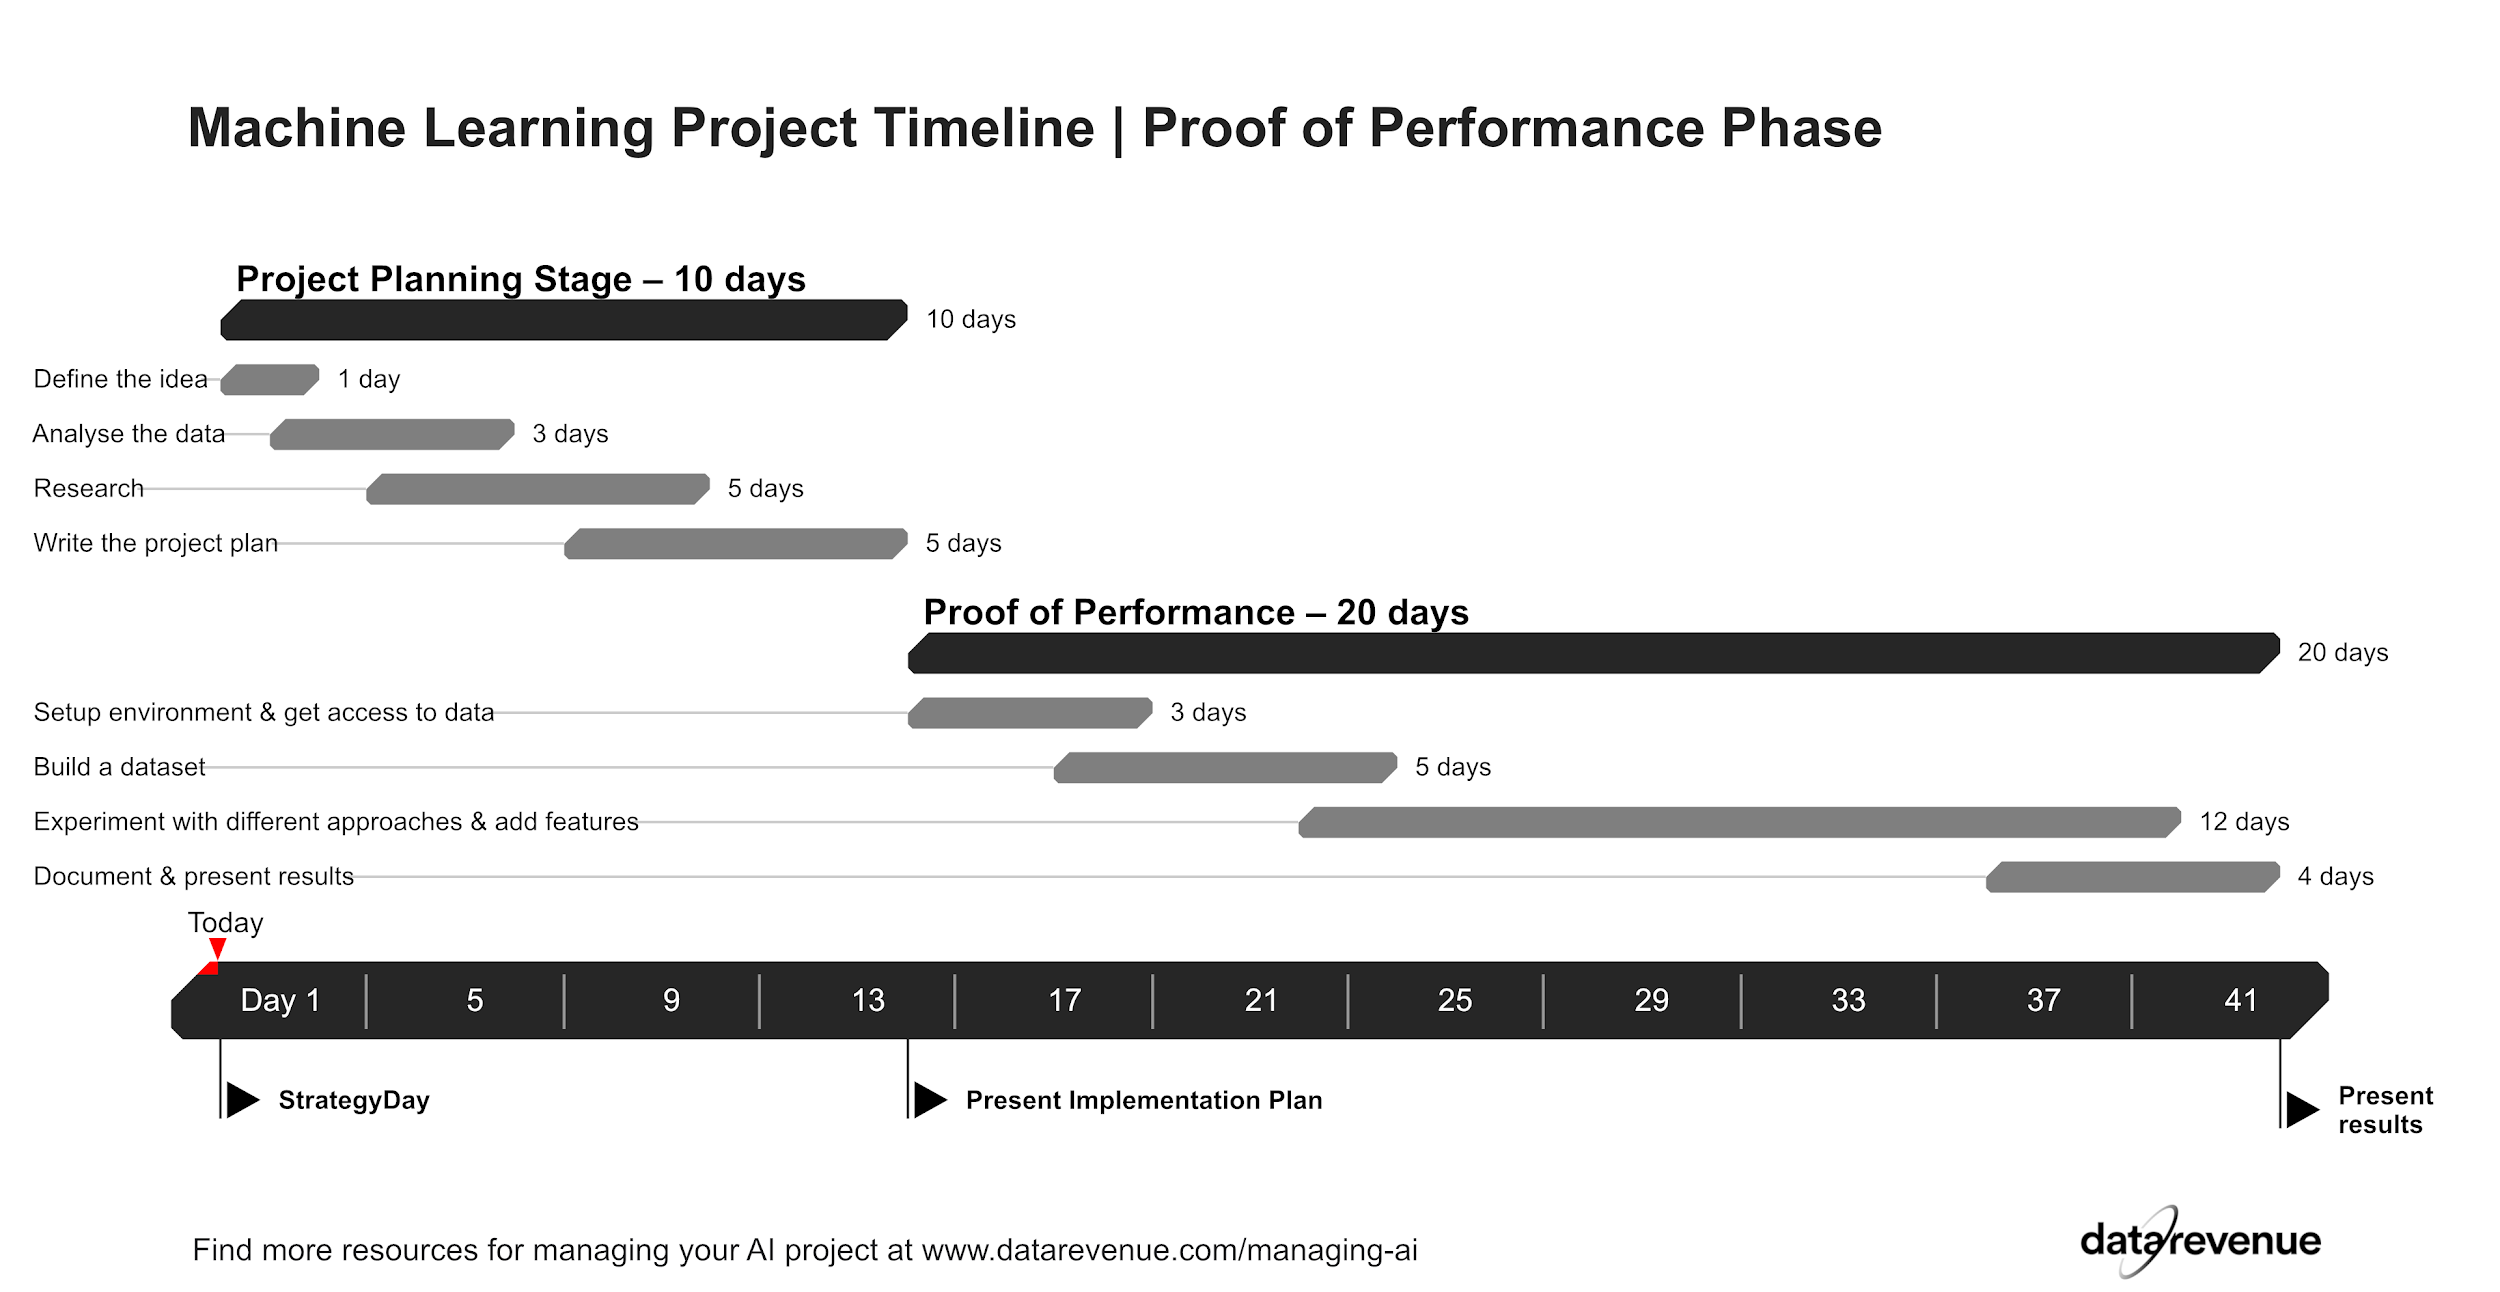 Machine Learning Project Timeline | Proof of Performance Phase
Project Planning Stage – 10 days
10 days
Define the idea 1 day
Analyse the data 3 days
Research 5 days
Write the project plan 5 days
Proof of Performance – 20 days
20 days
Setup environment & get access to data 3 days
Build a dataset 5 days
Experiment with different approaches & add features 12 days
Document & present results 4 days
Today
Day 1 5 9 13 17 21 25 29 33 37 41
StrategyDay
Present Implementation Plan
Present
results
Find more resources for managing your AI project at www.datarevenue.com/managing-ai
datarevenue